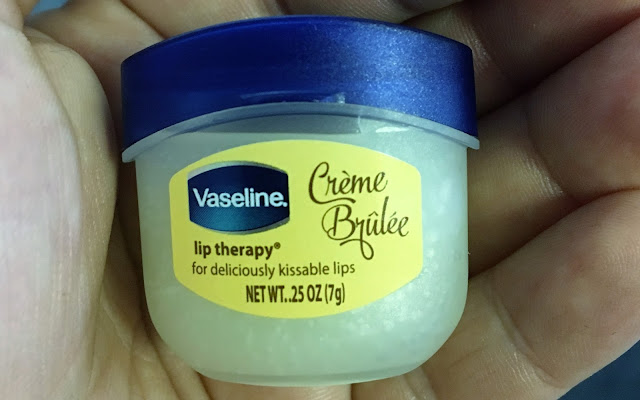 Vaseline.
Crème
Brûlée
lip therapy®
for deliciously kissable lips
NET WT..25 OZ (7g)